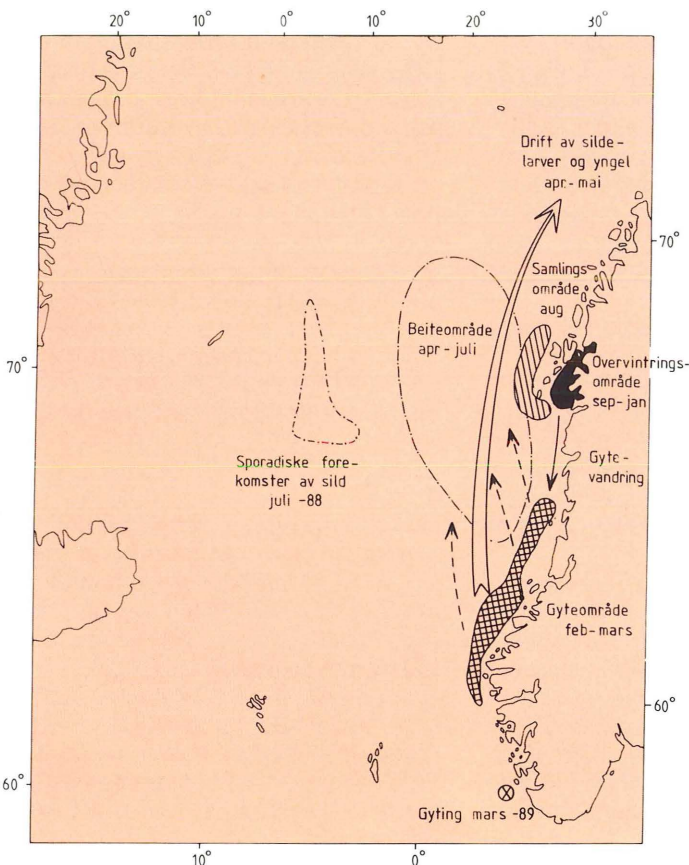 20° 10° 0° 10° 20° 30°
Drift av silde-
larver og yngel
apr.- mai
70°
Samlings-
område
aug
Beiteområde
apr - juli
70°
Overvintrings-
område
sep- jan
Sporadiske fore-
komster av sild
juli -88
Gyte-
vandring
Gyteområde
feb-mars
60°
60°
Gyting mars -89
10° 0°